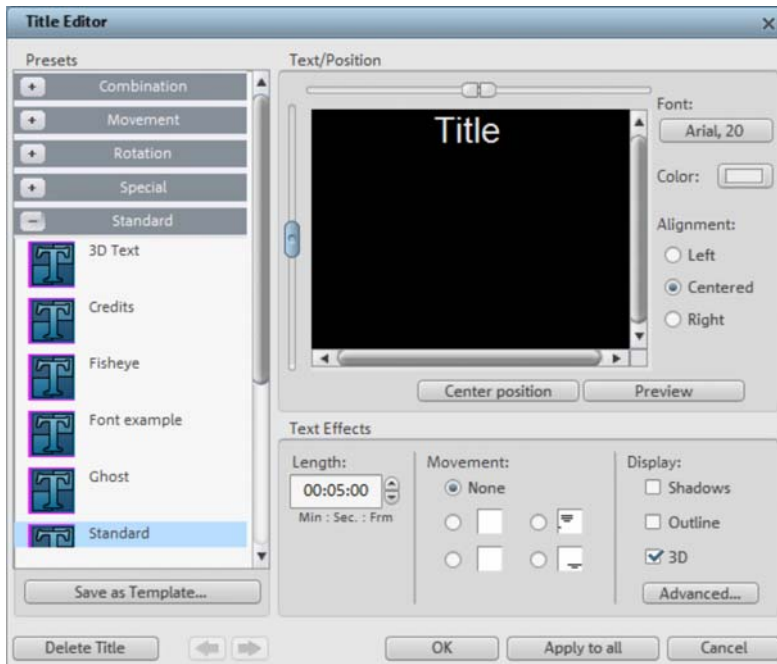 Title Editor
Presets
Combination
Movement
Rotation
Special
Standard
3D Text
Credits
Fisheye
Font example
Ghost
Standard
Save as Template...
Text/Position
Title
Font:
Arial, 20
Color:
Alignment:
Left
Centered
Right
Center position
Preview
Text Effects
Length:
00:05:00
Min : Sec. : Frm
Movement:
None
Display:
Shadows
Outline
3D
Advanced...
Delete Title
OK
Apply to all
Cancel